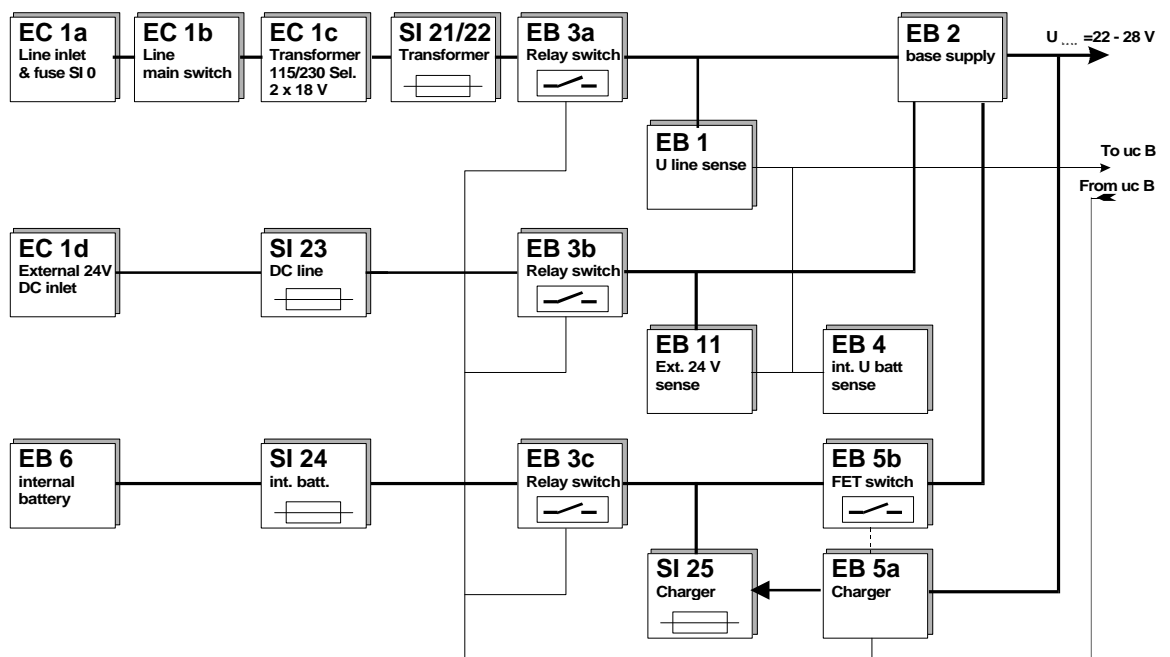 EC 1a
Line inlet
& fuse SI 0
EC 1b
Line
main switch
EC 1c
Transformer
115/230 Sel.
2 x 18 V
SI 21/22
Transformer
EB 3a
Relay switch
EB 2
base supply
U .... =22 - 28 V
EB 1
U line sense
To uc B
From uc B
EC 1d
External 24V
DC inlet
SI 23
DC line
EB 3b
Relay switch
EB 11
Ext. 24 V
sense
EB 4
int. U batt
sense
EB 6
internal
battery
SI 24
int. batt.
EB 3c
Relay switch
EB 5b
FET switch
SI 25
Charger
EB 5a
Charger